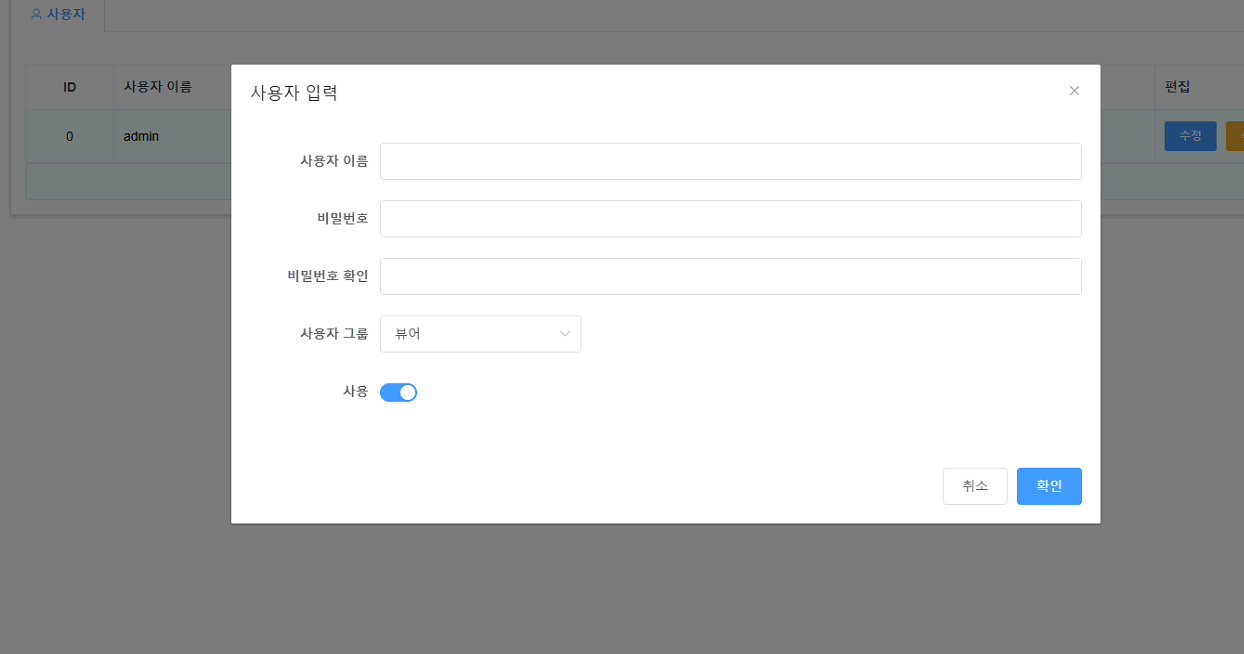 사용자
ID 사용자 이름 편집
0 admin 수정
사용자 입력
사용자 이름
비밀번호
비밀번호 확인
사용자 그룹 뷰어
사용
취소 확인